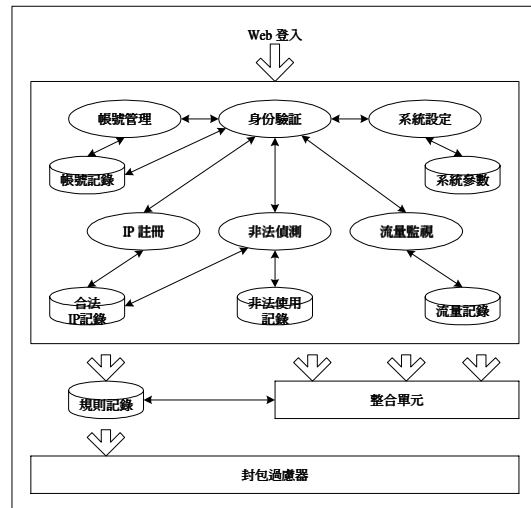 Web 登入
帳號管理
身份驗証
系統設定
帳號記錄
系統參數
IP 註冊
非法偵測
流量監視
合法
IP記錄
非法使用
記錄
流量記錄
規則記錄
整合單元
封包過慮器